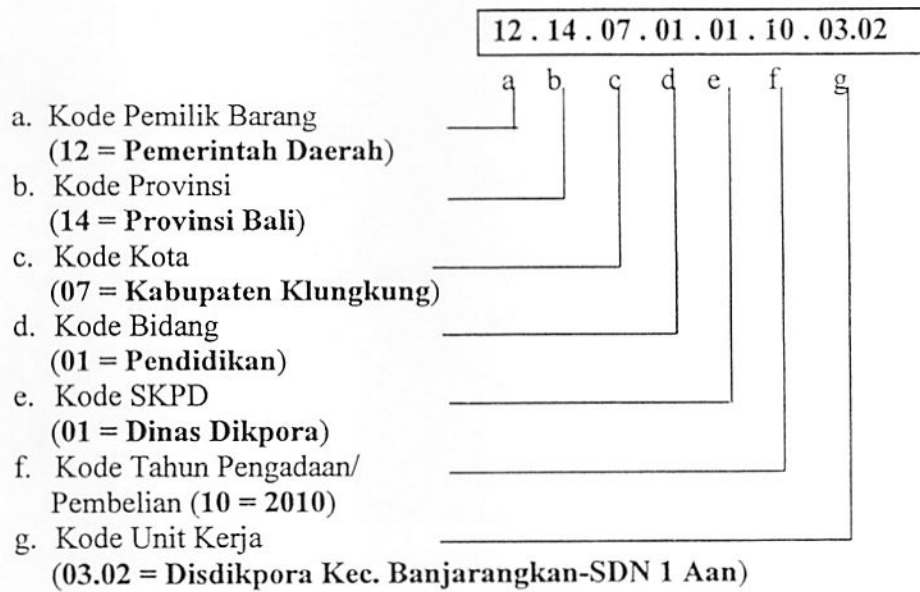 12 . 14 . 07 . 01 . 01 . 10 . 03.02
a b c d e f g
a. Kode Pemilik Barang
(12 = Pemerintah Daerah)
b. Kode Provinsi
(14 = Provinsi Bali)
c. Kode Kota
(07 = Kabupaten Klungkung)
d. Kode Bidang
(01 = Pendidikan)
e. Kode SKPD
(01 = Dinas Dikpora)
f. Kode Tahun Pengadaan/
Pembelian (10 = 2010)
g. Kode Unit Kerja
(03.02 = Disdikpora Kec. Banjarangkan-SDN 1 Aan)